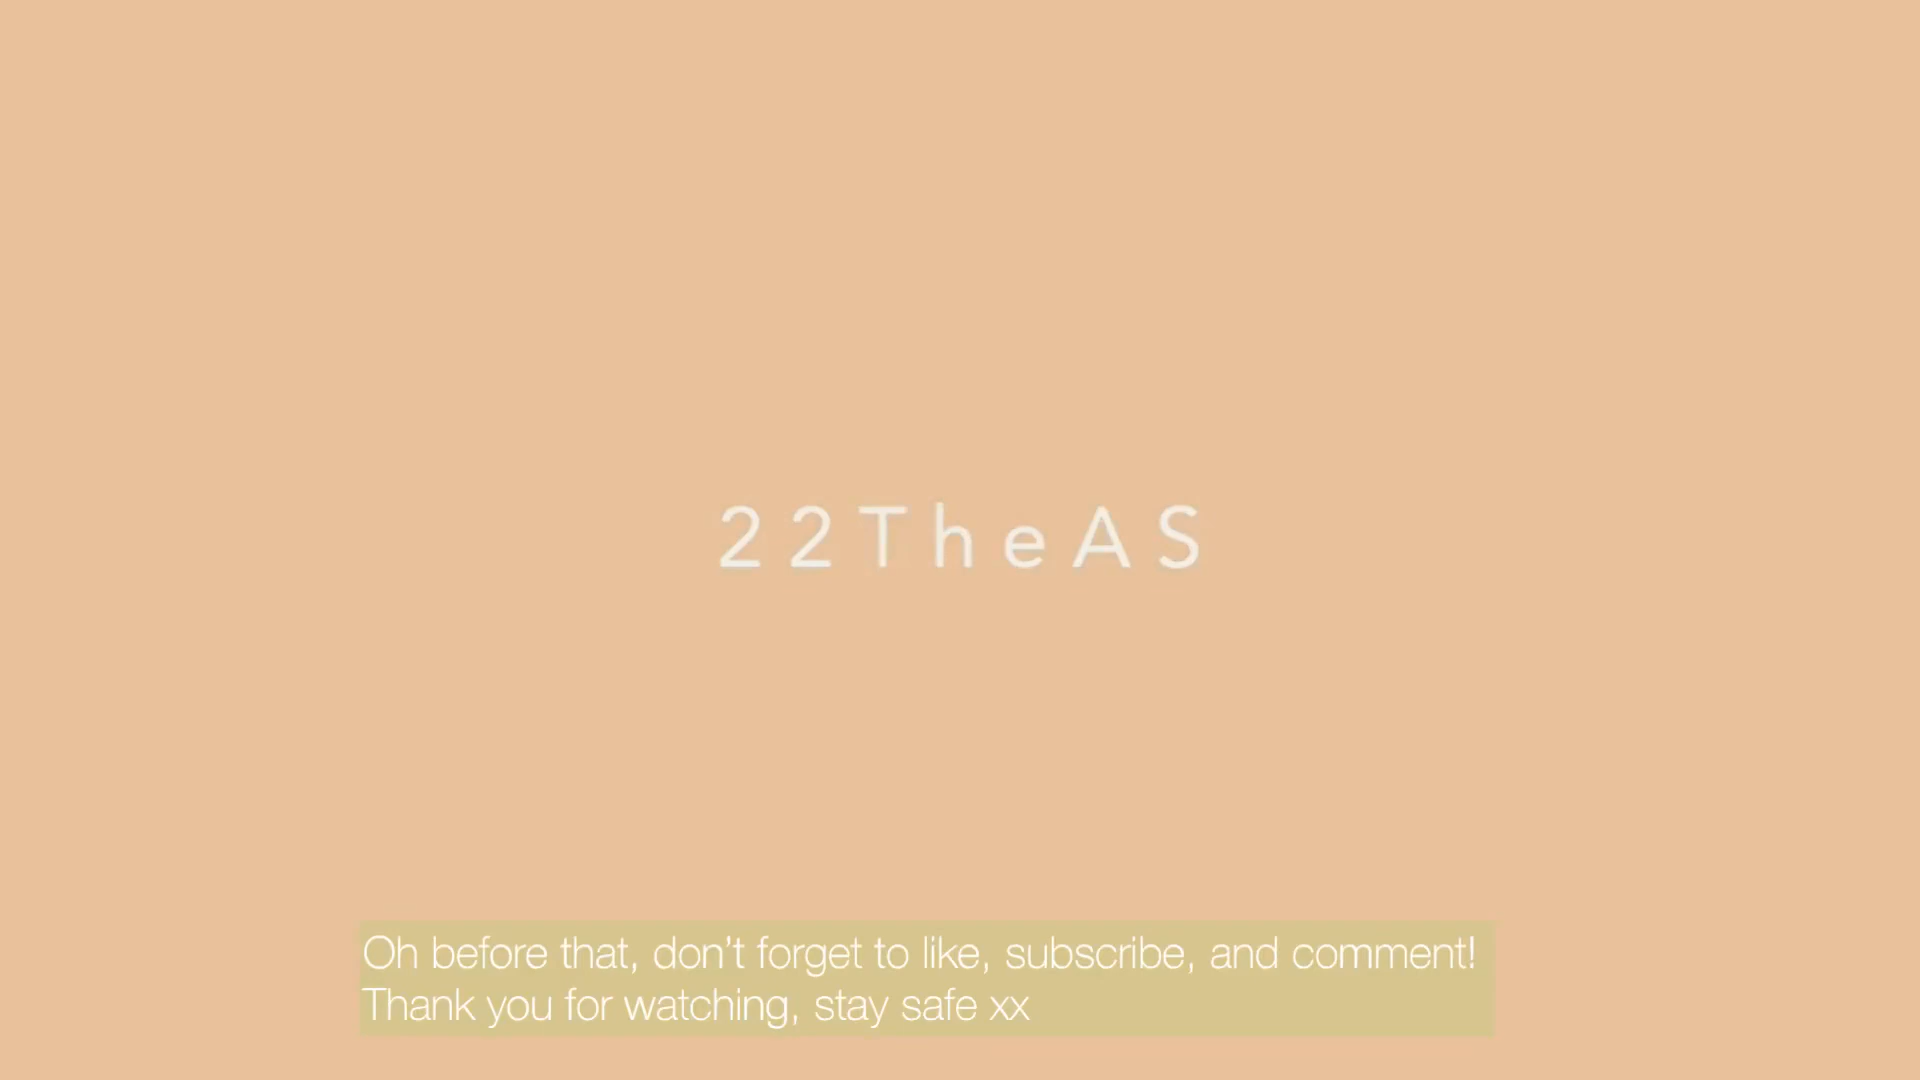 22TheAS
Oh before that, don't forget to like, subscribe, and comment!
Thank you for watching, stay safe xx